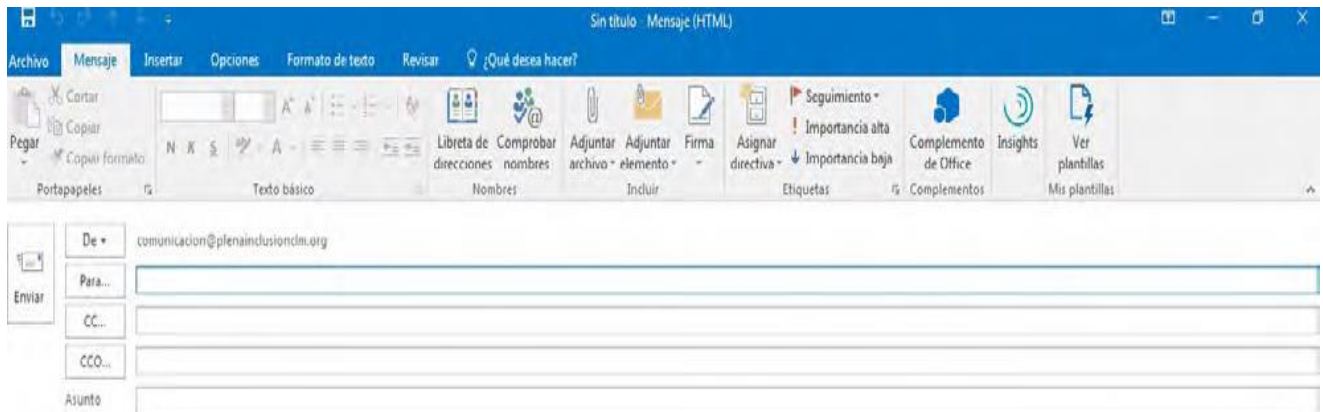 Sin título - Mensaje (HTML)
Archivo Mensaje Insertar Opciones Formato de texto Revisar ¿Qué desea hacer?
Pegar
Cortar
Copiar
Copiar formato
Portapapeles
N K S A
A A
Texto básico
Libreta de direcciones
Comprobar nombres
Nombres
Adjuntar archivo
Adjuntar elemento
Firma
Incluir
Asignar directiva
Seguimiento
Importancia alta
Importancia baja
Etiquetas
Complemento de Office
Complementos
Insights
Ver plantillas
Mis plantillas
Enviar
De comunicacion@plenainclusionclm.org
Para...
CC...
CCO...
Asunto